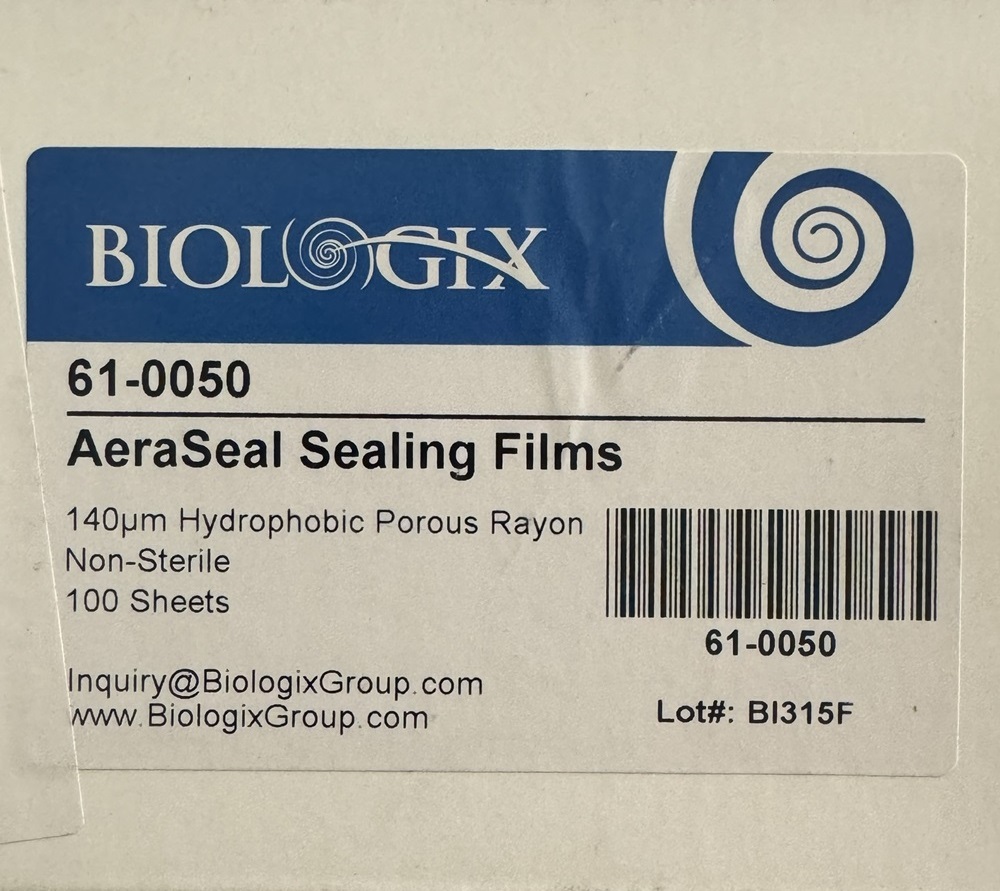 BIOLOGIX
61-0050
AeraSeal Sealing Films
140µm Hydrophobic Porous Rayon
Non-Sterile
100 Sheets
61-0050
Inquiry@BiologixGroup.com
www.BiologixGroup.com
Lot#: BI315F